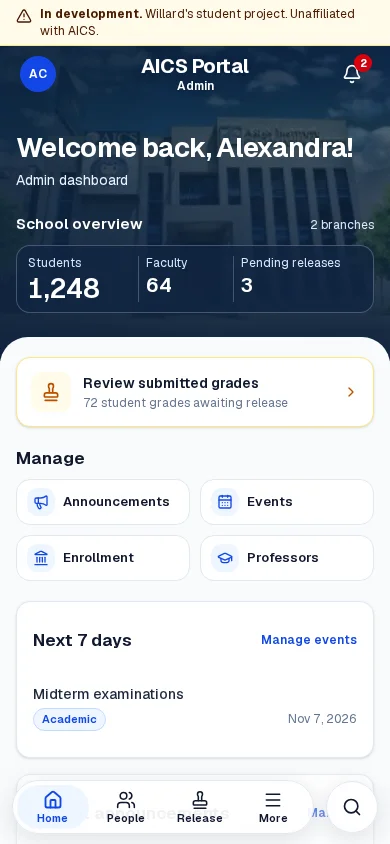 In development. Willard's student project. Unaffiliated
with AICS.
AC
AICS Portal
Admin
2
Welcome back, Alexandra!
Admin dashboard
School overview
2 branches
Students
Faculty
Pending releases
1,248
64
3
Review submitted grades
72 student grades awaiting release
Manage
Announcements
Events
Enrollment
Professors
Next 7 days
Manage events
Midterm examinations
Academic
Nov 7, 2026
Home
People
Release
More